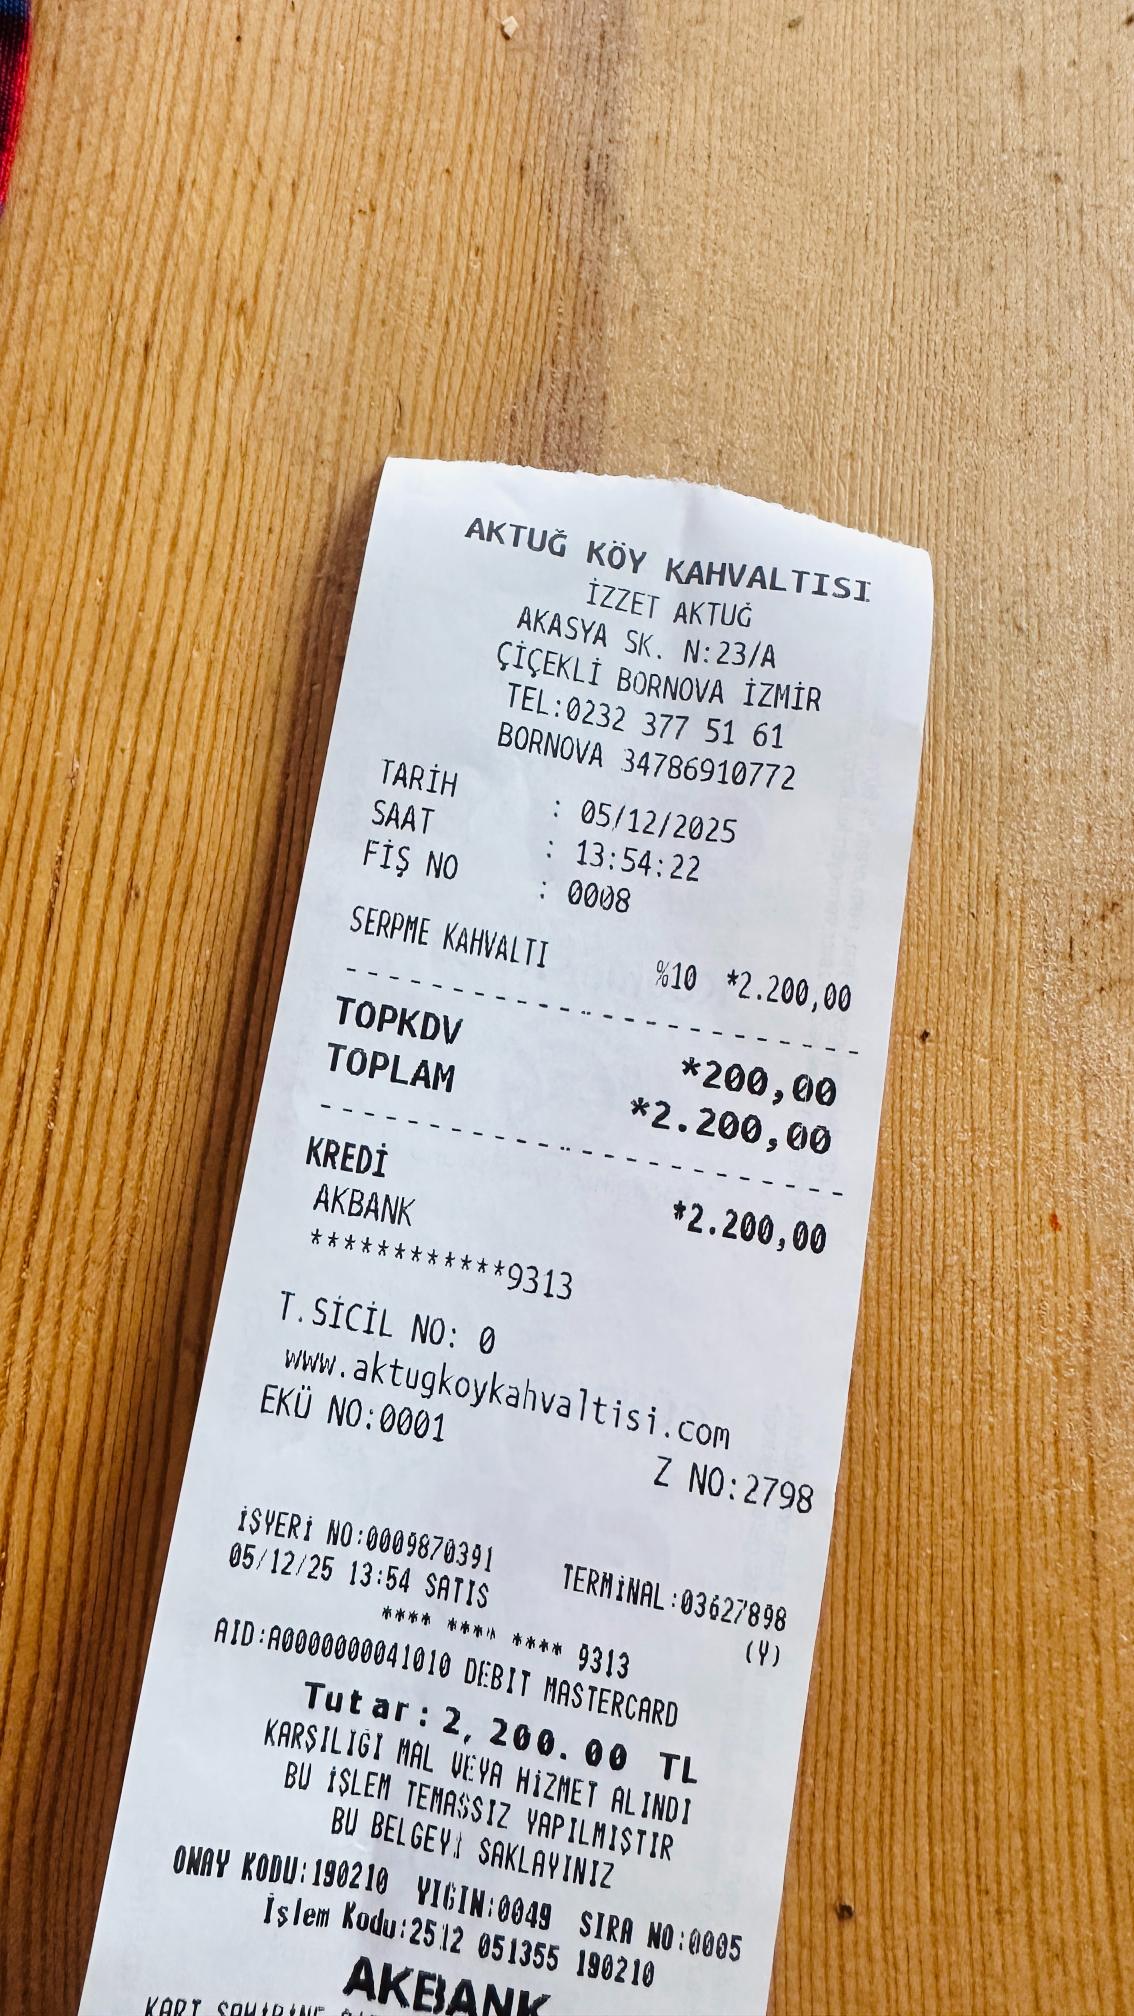 AKTUĞ KÖY KAHVALTISI
İZZET AKTUĞ
AKASYA SK. N:23/A
ÇİÇEKLİ BORNOVA İZMİR
TEL:0232 377 51 61
BORNOVA 34786910772
TARİH : 05/12/2025
SAAT : 13:54:22
FİŞ NO : 0008
SERPME KAHVALTI %10 *2.200,00
TOPKDV *200,00
TOPLAM *2.200,00
KREDİ *2.200,00
AKBANK
************9313
T.SİCİL NO: 0
www.aktugkoykahvaltisi.com
EKÜ NO:0001 Z NO:2798
İŞYERİ NO:0009870391 TERMİNAL:03627898
05/12/25 13:54 SATIS (Y)
**** **** **** 9313
AID:A0000000041010 DEBIT MASTERCARD
Tutar:2,200.00 TL
KARŞILIĞI MAL VEYA HİZMET ALINDI
BU İŞLEM TEMASSIZ YAPILMIŞTIR
BU BELGEYİ SAKLAYINIZ
ONAY KODU:190210 YIGIN:0049 SIRA NO:0005
İşlem Kodu:2512 051355 190210
AKBANK
KART SAHİBİNE